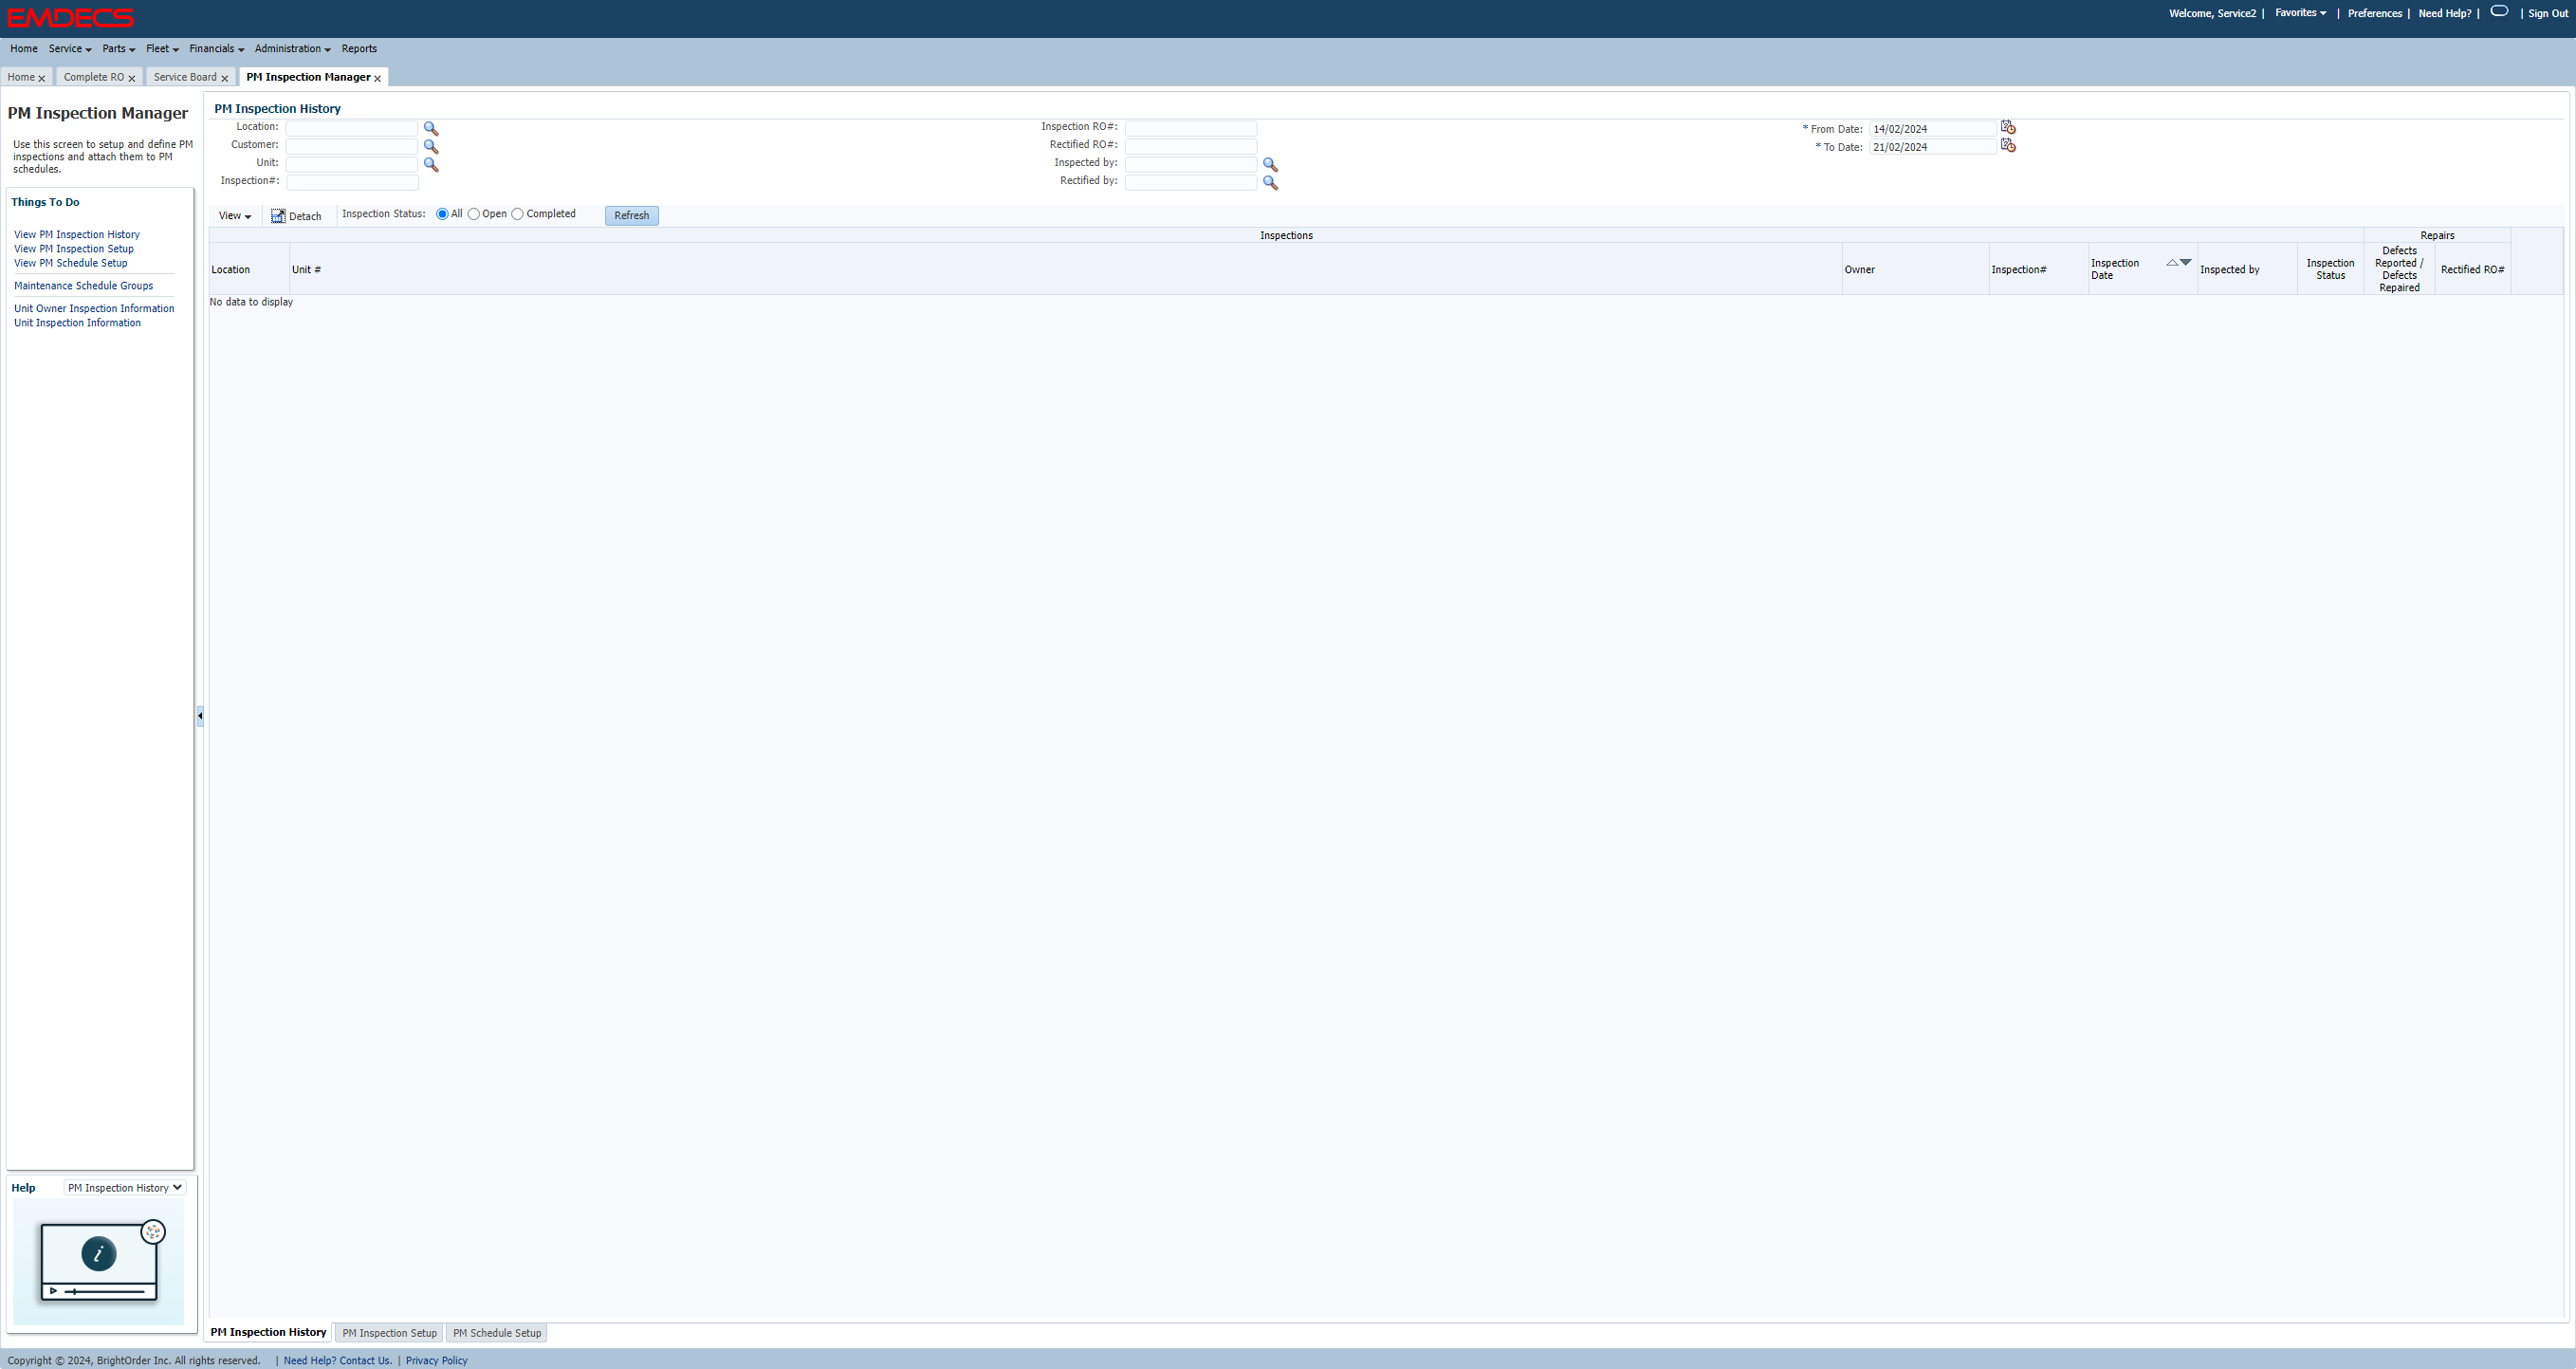 EMDECS
Welcome, Service2 | Favorites | Preferences | Need Help? | | Sign Out
Home Service Parts Fleet Financials Administration Reports
Home Complete RO Service Board PM Inspection Manager
PM Inspection Manager
Use this screen to setup and define PM
inspections and attach them to PM
schedules.
Things To Do
View PM Inspection History
View PM Inspection Setup
View PM Schedule Setup
Maintenance Schedule Groups
Unit Owner Inspection Information
Unit Inspection Information
Help PM Inspection History
i
PM Inspection History
Location: Inspection RO#: * From Date: 14/02/2024
Customer: Rectified RO#: * To Date: 21/02/2024
Unit: Inspected by:
Inspection#: Rectified by:
View Detach Inspection Status: All Open Completed Refresh
Inspections Repairs
Location Unit # Owner Inspection# Inspection Date Inspected by Inspection Status Defects Reported / Defects Repaired Rectified RO#
No data to display
PM Inspection History PM Inspection Setup PM Schedule Setup
Copyright © 2024, BrightOrder Inc. All rights reserved. | Need Help? Contact Us. | Privacy Policy